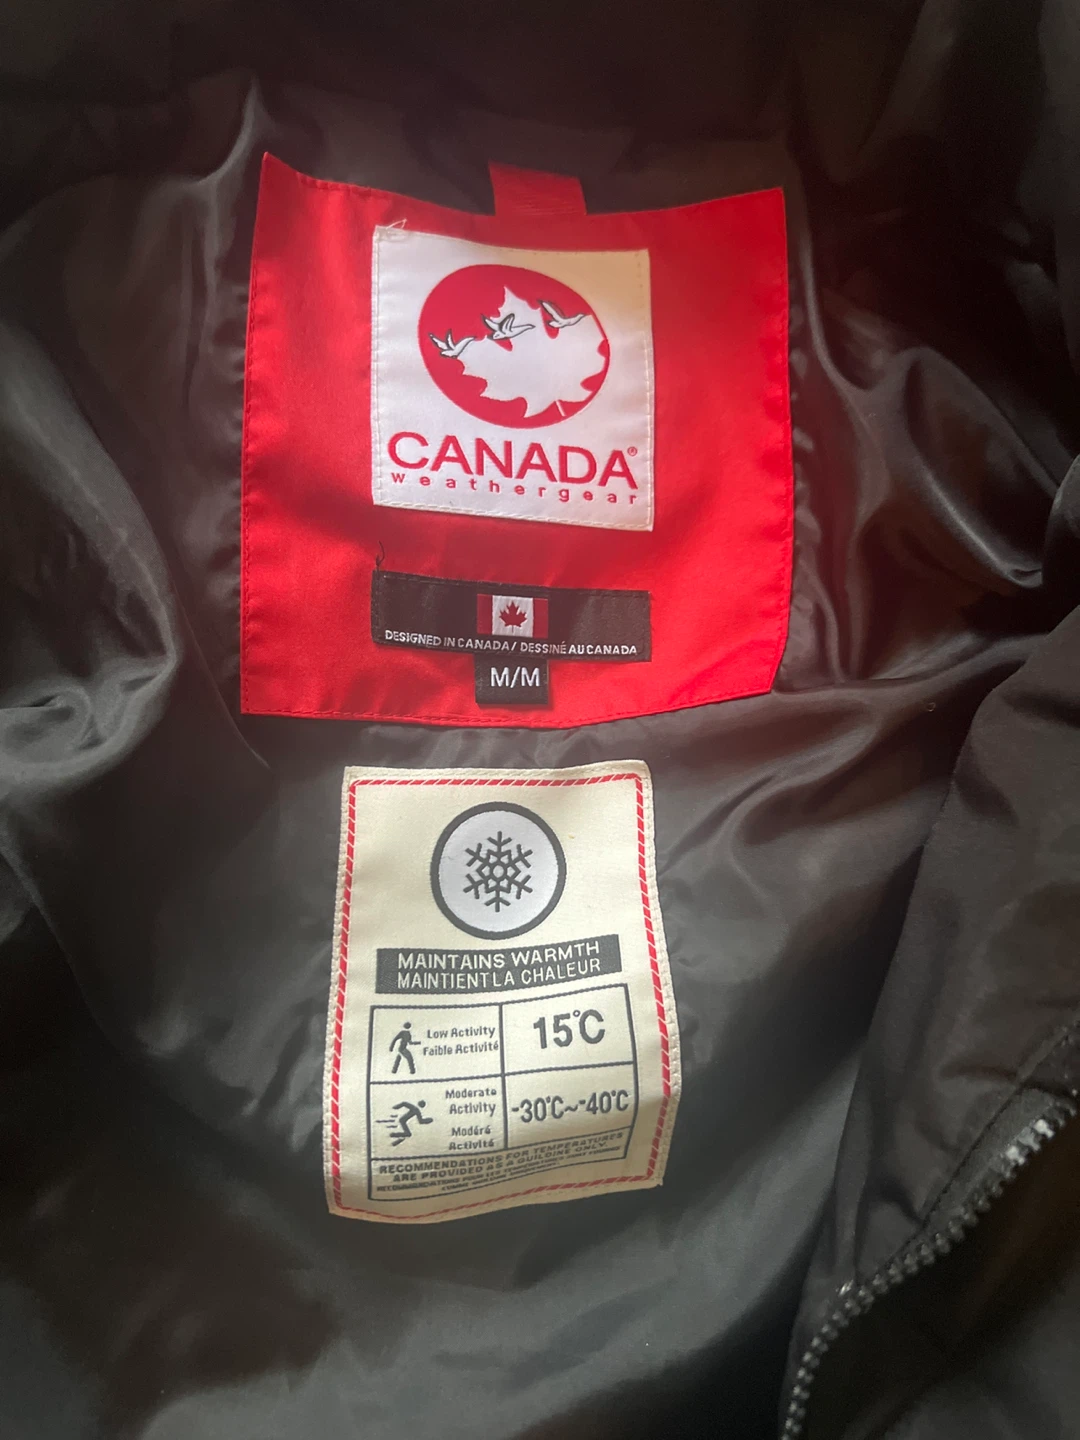 CANADA®
weathergear
DESIGNED IN CANADA / DESSINÉ AU CANADA
M/M
MAINTAINS WARMTH
MAINTIENT LA CHALEUR
Low Activity
Faible Activité
15°C
Moderate
Activity
Modéré
Activité
-30°C~-40°C
RECOMMENDATIONS FOR TEMPERATURES
ARE PROVIDED AS A GUILDINE ONLY.